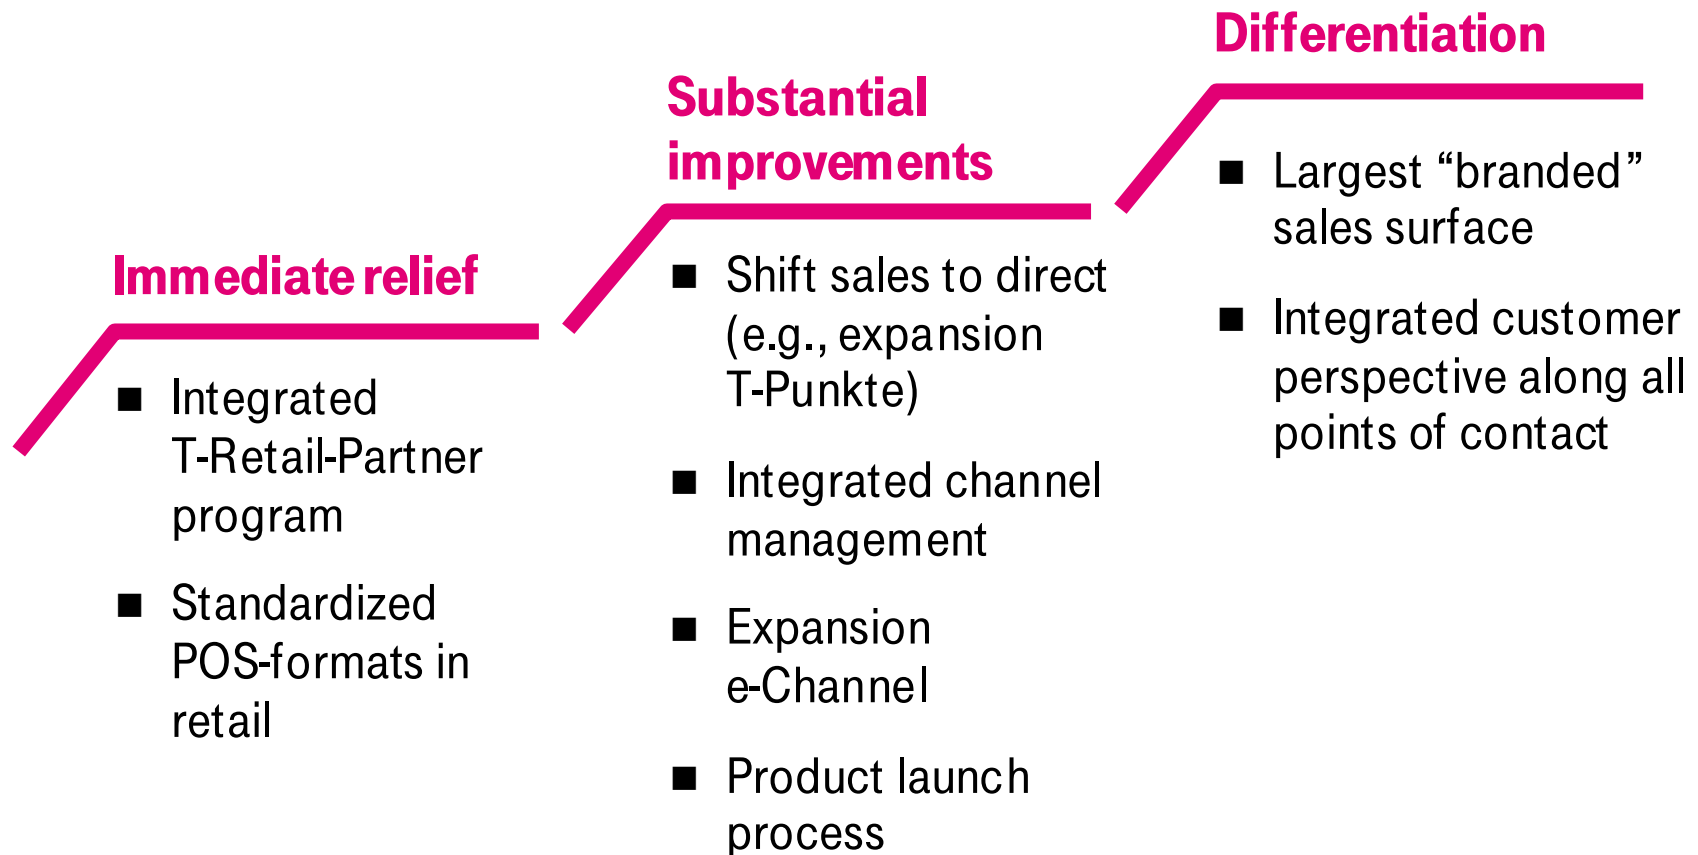 Immediate relief
■ Integrated
T-Retail-Partner
program
■ Standardized
POS-formats in
retail
Substantial
improvements
■ Shift sales to direct
(e.g., expansion
T-Punkte)
■ Integrated channel
management
■ Expansion
e-Channel
■ Product launch
process
Differentiation
■ Largest “branded”
sales surface
■ Integrated customer
perspective along all
points of contact